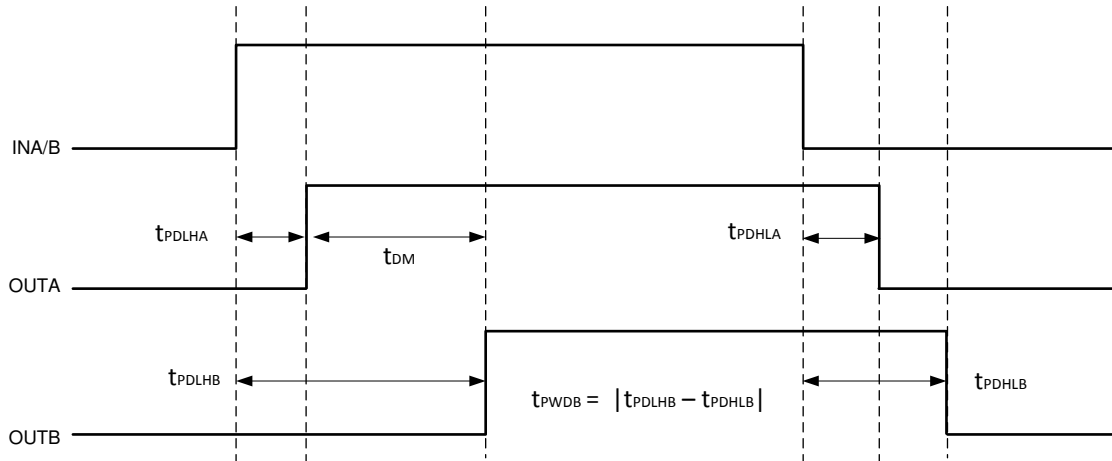 INA/B
tPDLHA
tDM
tPDHLA
OUTA
tPDLHB
tPWDB = |tPDLHB – tPDHLB|
tPDHLB
OUTB